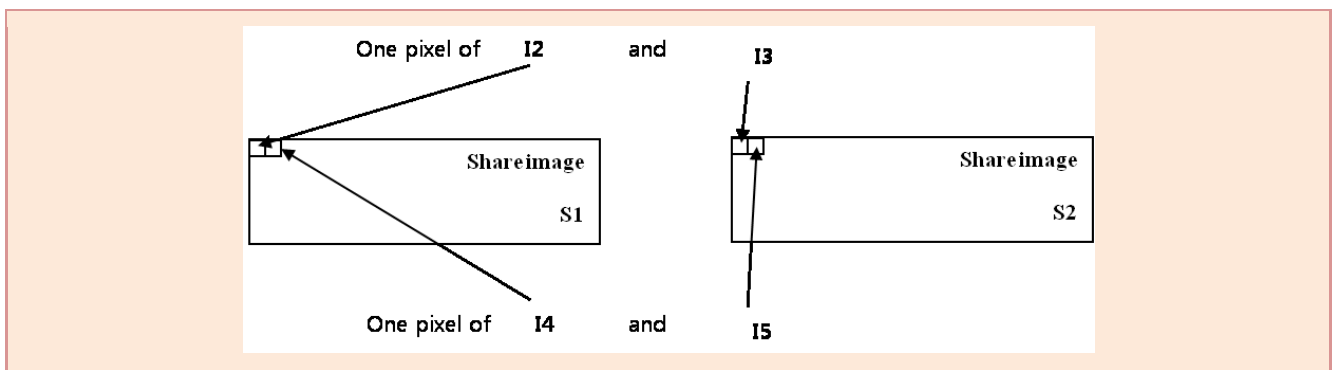 One pixel of I2 and I3
Shareimage Shareimage
S1 S2
One pixel of I4 and I5